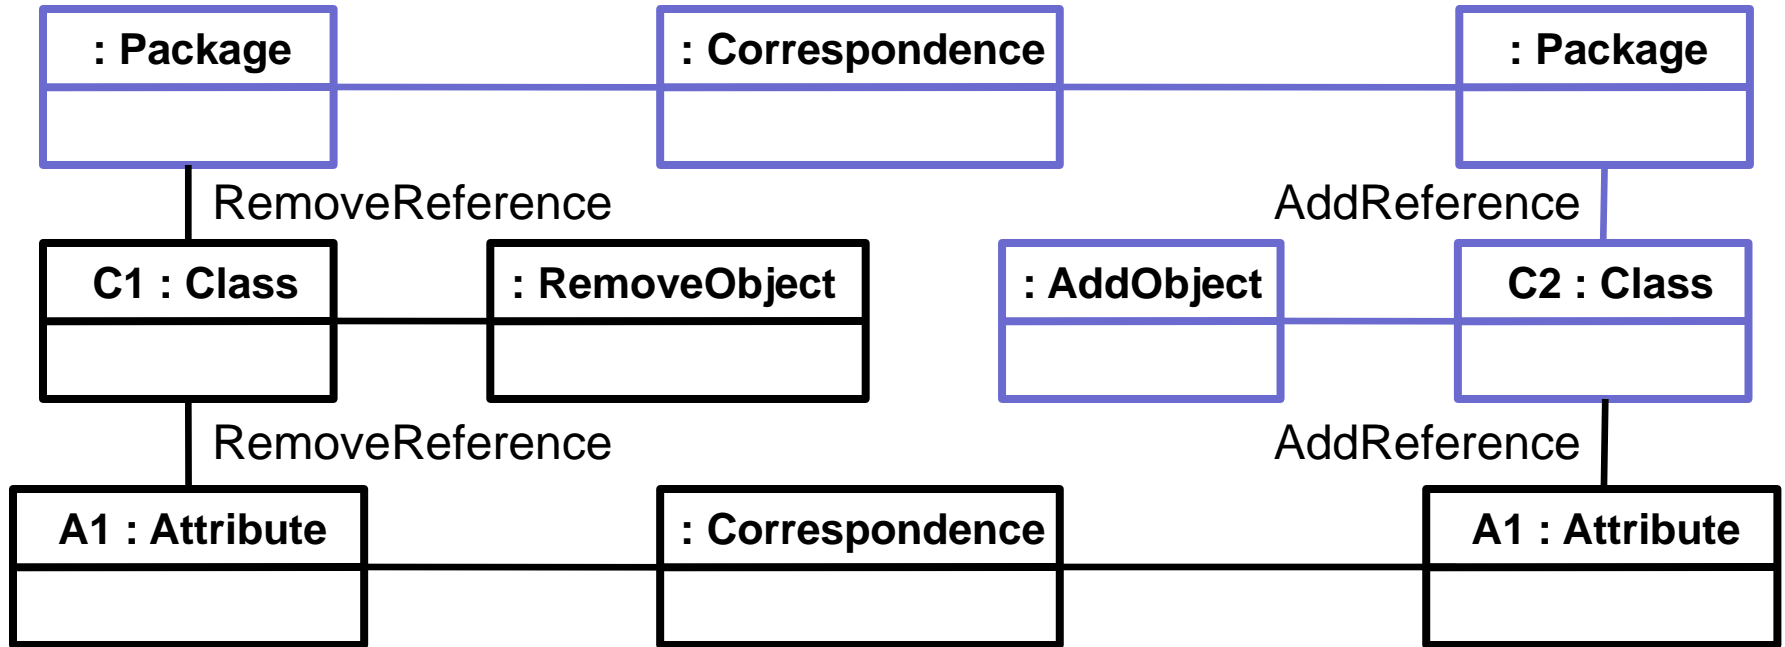 : Package
: Correspondence
: Package
RemoveReference
AddReference
C1 : Class
: RemoveObject
: AddObject
C2 : Class
RemoveReference
AddReference
A1 : Attribute
: Correspondence
A1 : Attribute